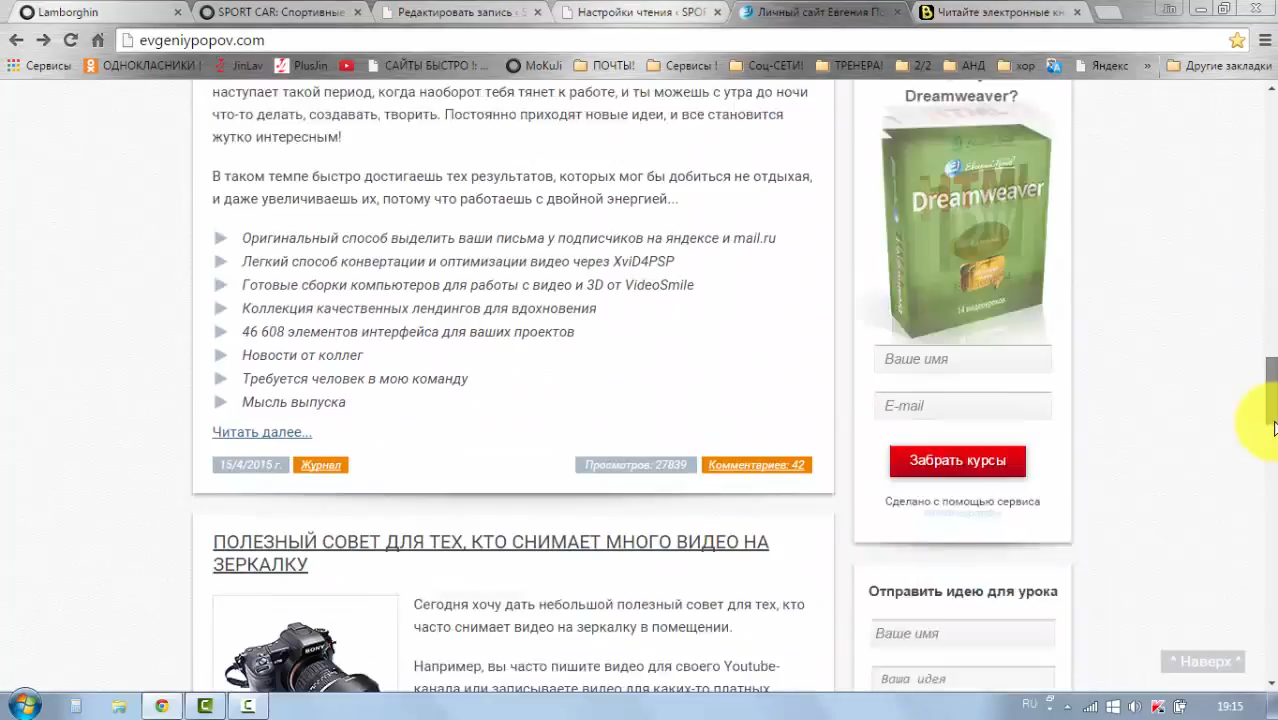 Lamborghin
SPORT CAR: Спортивные
Редактировать запись ‹ S
Настройки чтения ‹ SPOF
Личный сайт Евгения По
Читайте электронные кн
evgeniypopov.com
Сервисы
ОДНОКЛАССНИКИ
JinLav
PlusJin
САЙТЫ БЫСТРО !:...
MoKuJi
ПОЧТЫ!
Сервисы !
Соц-СЕТИ!
ТРЕНЕРА!
2/2
АНД
хор
Яндекс
»
Другие закладки
наступает такой период, когда наоборот тебя тянет к работе, и ты можешь с утра до ночи
что-то делать, создавать, творить. Постоянно приходят новые идеи, и все становится
жутко интересным!
В таком темпе быстро достигаешь тех результатов, которых мог бы добиться не отдыхая,
и даже увеличиваешь их, потому что работаешь с двойной энергией...
Оригинальный способ выделить ваши письма у подписчиков на яндексе и mail.ru
Легкий способ конвертации и оптимизации видео через XviD4PSP
Готовые сборки компьютеров для работы с видео и 3D от VideoSmile
Коллекция качественных лендингов для вдохновения
46 608 элементов интерфейса для ваших проектов
Новости от коллег
Требуется человек в мою команду
Мысль выпуска
Читать далее...
15/4/2015 г.
Журнал
Просмотров: 27839
Комментариев: 42
ПОЛЕЗНЫЙ СОВЕТ ДЛЯ ТЕХ, КТО СНИМАЕТ МНОГО ВИДЕО НА
ЗЕРКАЛКУ
SONY
Сегодня хочу дать небольшой полезный совет для тех, кто
часто снимает видео на зеркалку в помещении.
Например, вы часто пишите видео для своего Youtube-
канала или записываете видео для каких-то платных
Dreamweaver?
Dreamweaver
14 видеоуроков
Ваше имя
E-mail
Забрать курсы
Сделано с помощью сервиса
Отправить идею для урока
Ваше имя
Ваша идея
^ Наверх ^
RU
19:15